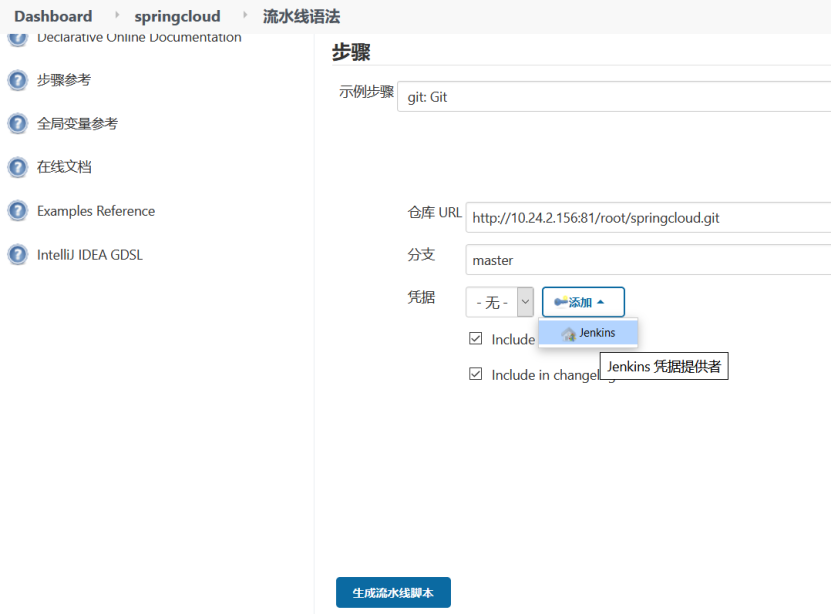 Dashboard springcloud 流水线语法
Declarative Online Documentation
步骤参考
全局变量参考
在线文档
Examples Reference
IntelliJ IDEA GDSL
步骤
示例步骤 git: Git
仓库 URL http://10.24.2.156:81/root/springcloud.git
分支 master
凭据 - 无 - 添加
Jenkins
Include
Jenkins 凭据提供者
Include in changelog
生成流水线脚本